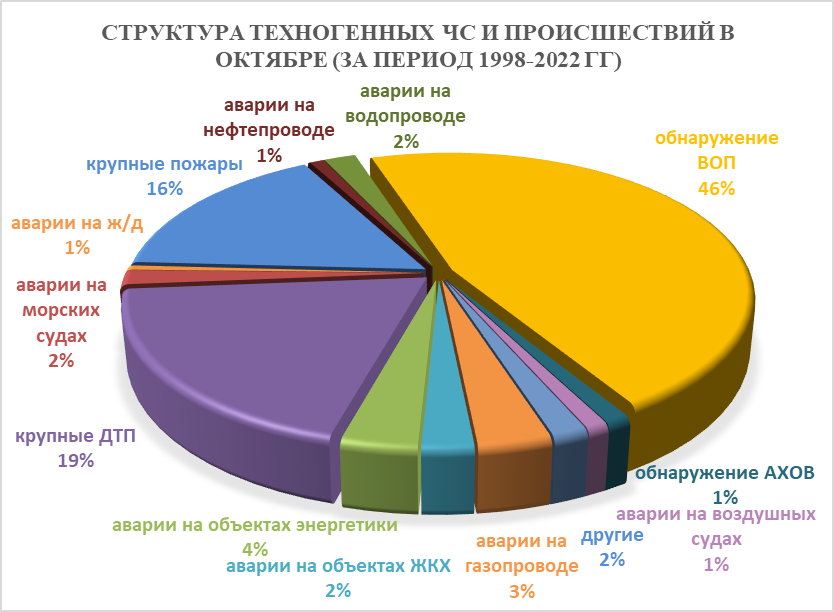 СТРУКТУРА ТЕХНОГЕННЫХ ЧС И ПРОИСШЕСТВИЙ В
ОКТЯБРЕ (ЗА ПЕРИОД 1998-2022 ГГ)
аварии на
водопроводе
2%
аварии на
нефтепроводе
1%
обнаружение
ВОП
46%
крупные пожары
16%
аварии на ж/д
1%
аварии на
морских
судах
2%
крупные ДТП
19%
обнаружение АХОВ
1%
аварии на воздушных
судах
1%
аварии на объектах энергетики
4%
другие
2%
аварии на
газопроводе
3%
аварии на объектах ЖКХ
2%